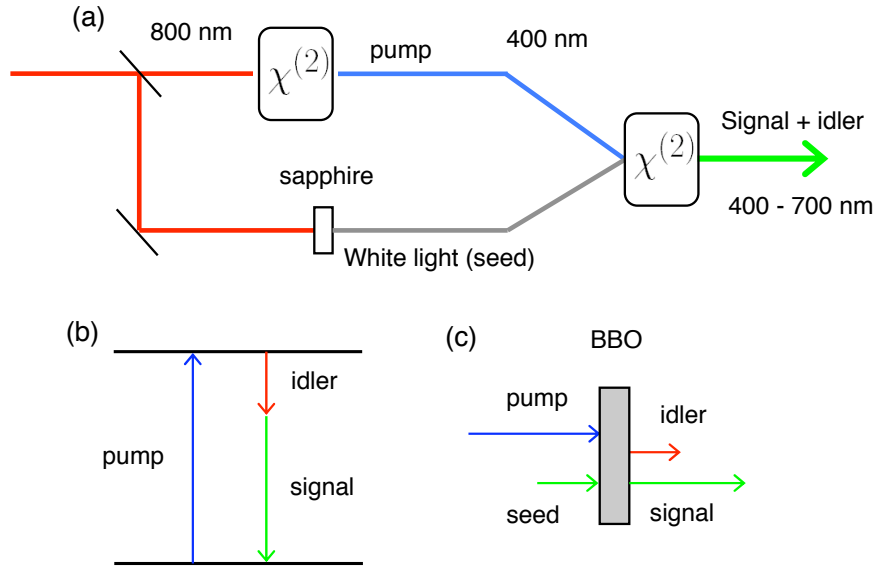 (a)
800 nm
χ(2)
pump
400 nm
χ(2)
Signal + idler
400 - 700 nm
sapphire
White light (seed)
(b)
idler
pump
signal
(c)
BBO
pump
idler
seed
signal